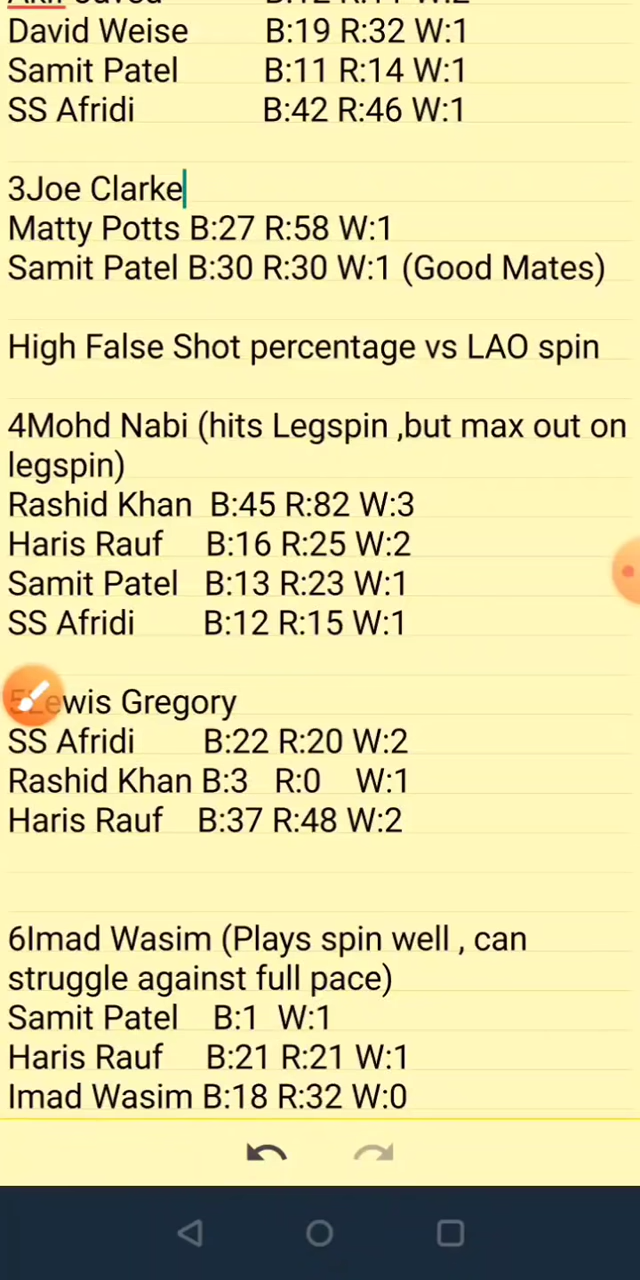 David Weise B:19 R:32 W:1
Samit Patel B:11 R:14 W:1
SS Afridi B:42 R:46 W:1
3Joe Clarke
Matty Potts B:27 R:58 W:1
Samit Patel B:30 R:30 W:1 (Good Mates)
High False Shot percentage vs LAO spin
4Mohd Nabi (hits Legspin ,but max out on
legspin)
Rashid Khan B:45 R:82 W:3
Haris Rauf B:16 R:25 W:2
Samit Patel B:13 R:23 W:1
SS Afridi B:12 R:15 W:1
5Lewis Gregory
SS Afridi B:22 R:20 W:2
Rashid Khan B:3 R:0 W:1
Haris Rauf B:37 R:48 W:2
6Imad Wasim (Plays spin well , can
struggle against full pace)
Samit Patel B:1 W:1
Haris Rauf B:21 R:21 W:1
Imad Wasim B:18 R:32 W:0